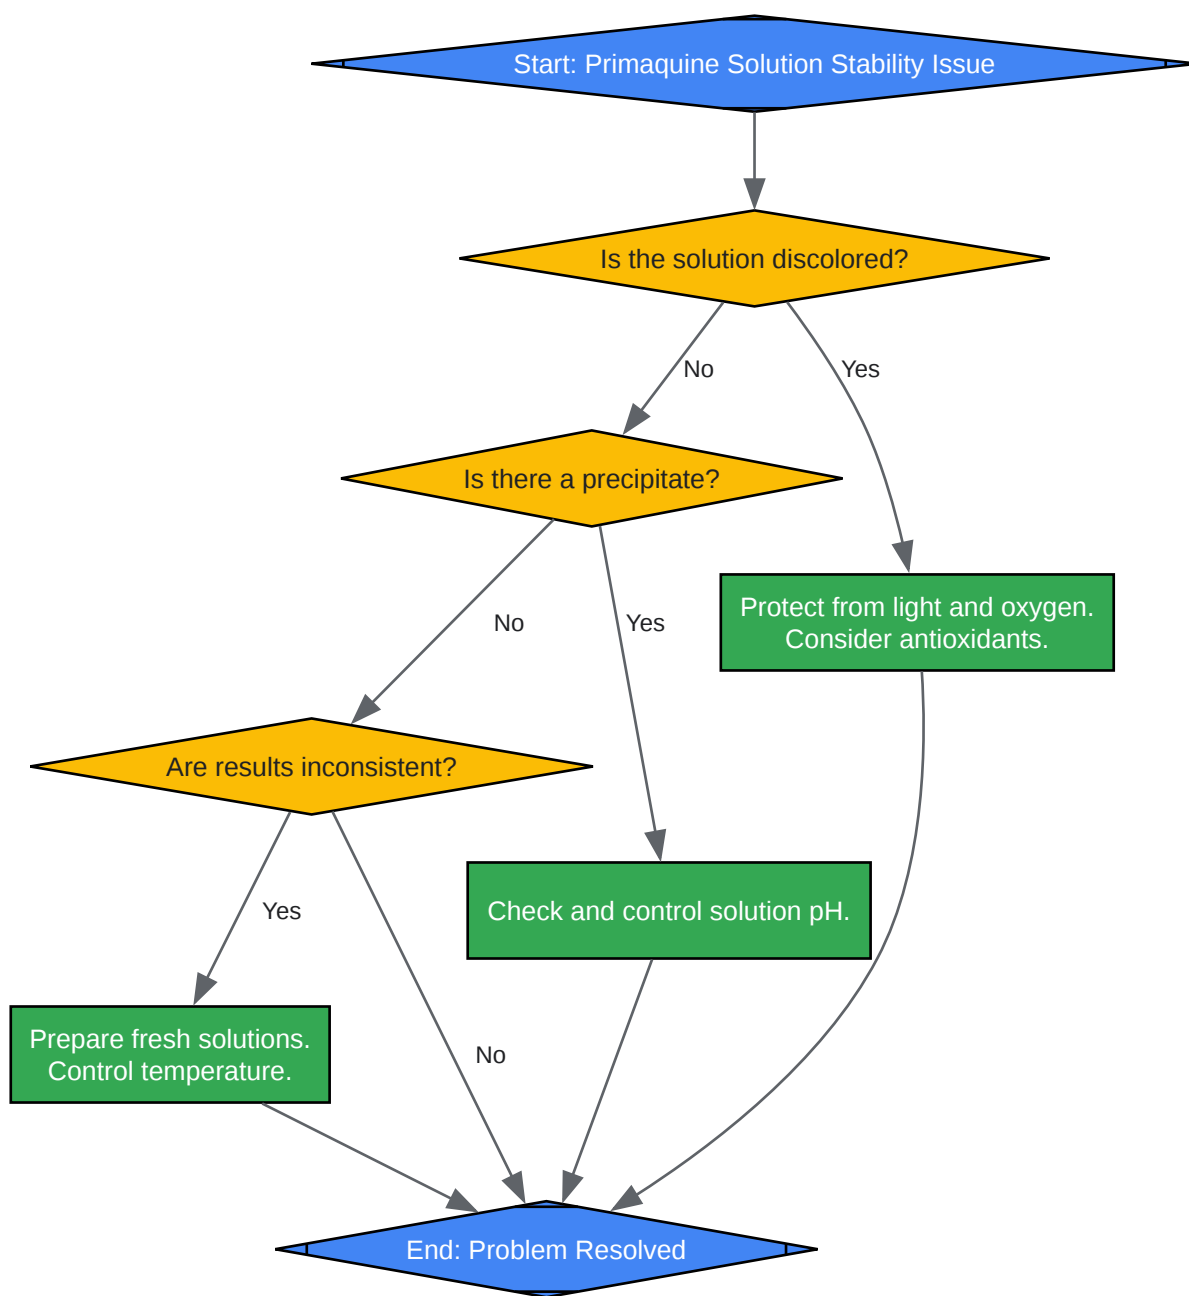 Start: Primaquine Solution Stability Issue
Is the solution discolored?
No
Yes
Is there a precipitate?
Protect from light and oxygen.
Consider antioxidants.
No
Yes
Are results inconsistent?
Check and control solution pH.
Yes
Prepare fresh solutions.
Control temperature.
No
End: Problem Resolved